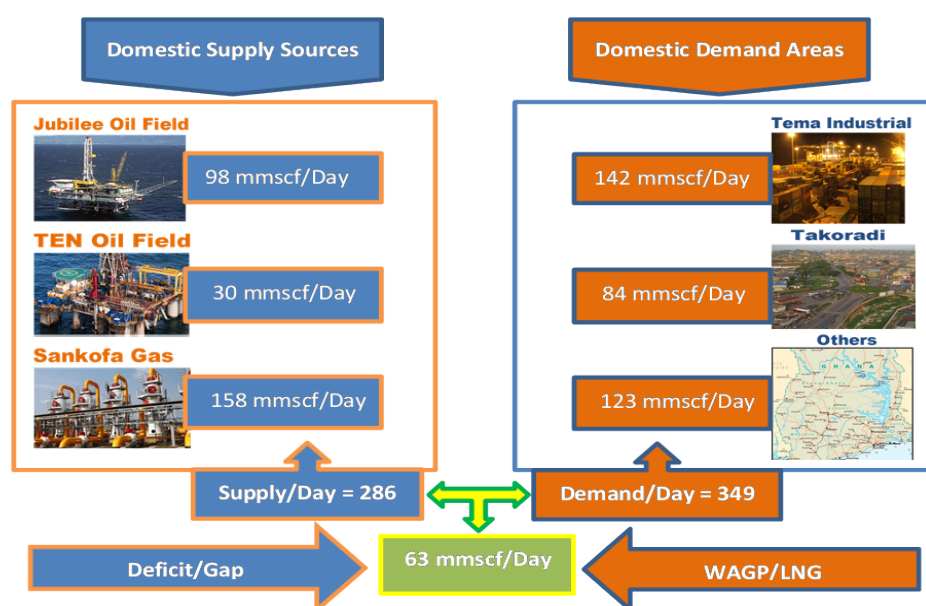 Domestic Supply Sources
Domestic Demand Areas
Jubilee Oil Field
98 mmscf/Day
TEN Oil Field
30 mmscf/Day
Sankofa Gas
158 mmscf/Day
Tema Industrial
142 mmscf/Day
Takoradi
84 mmscf/Day
Others
123 mmscf/Day
GHANA
Supply/Day = 286
Demand/Day = 349
Deficit/Gap
63 mmscf/Day
WAGP/LNG